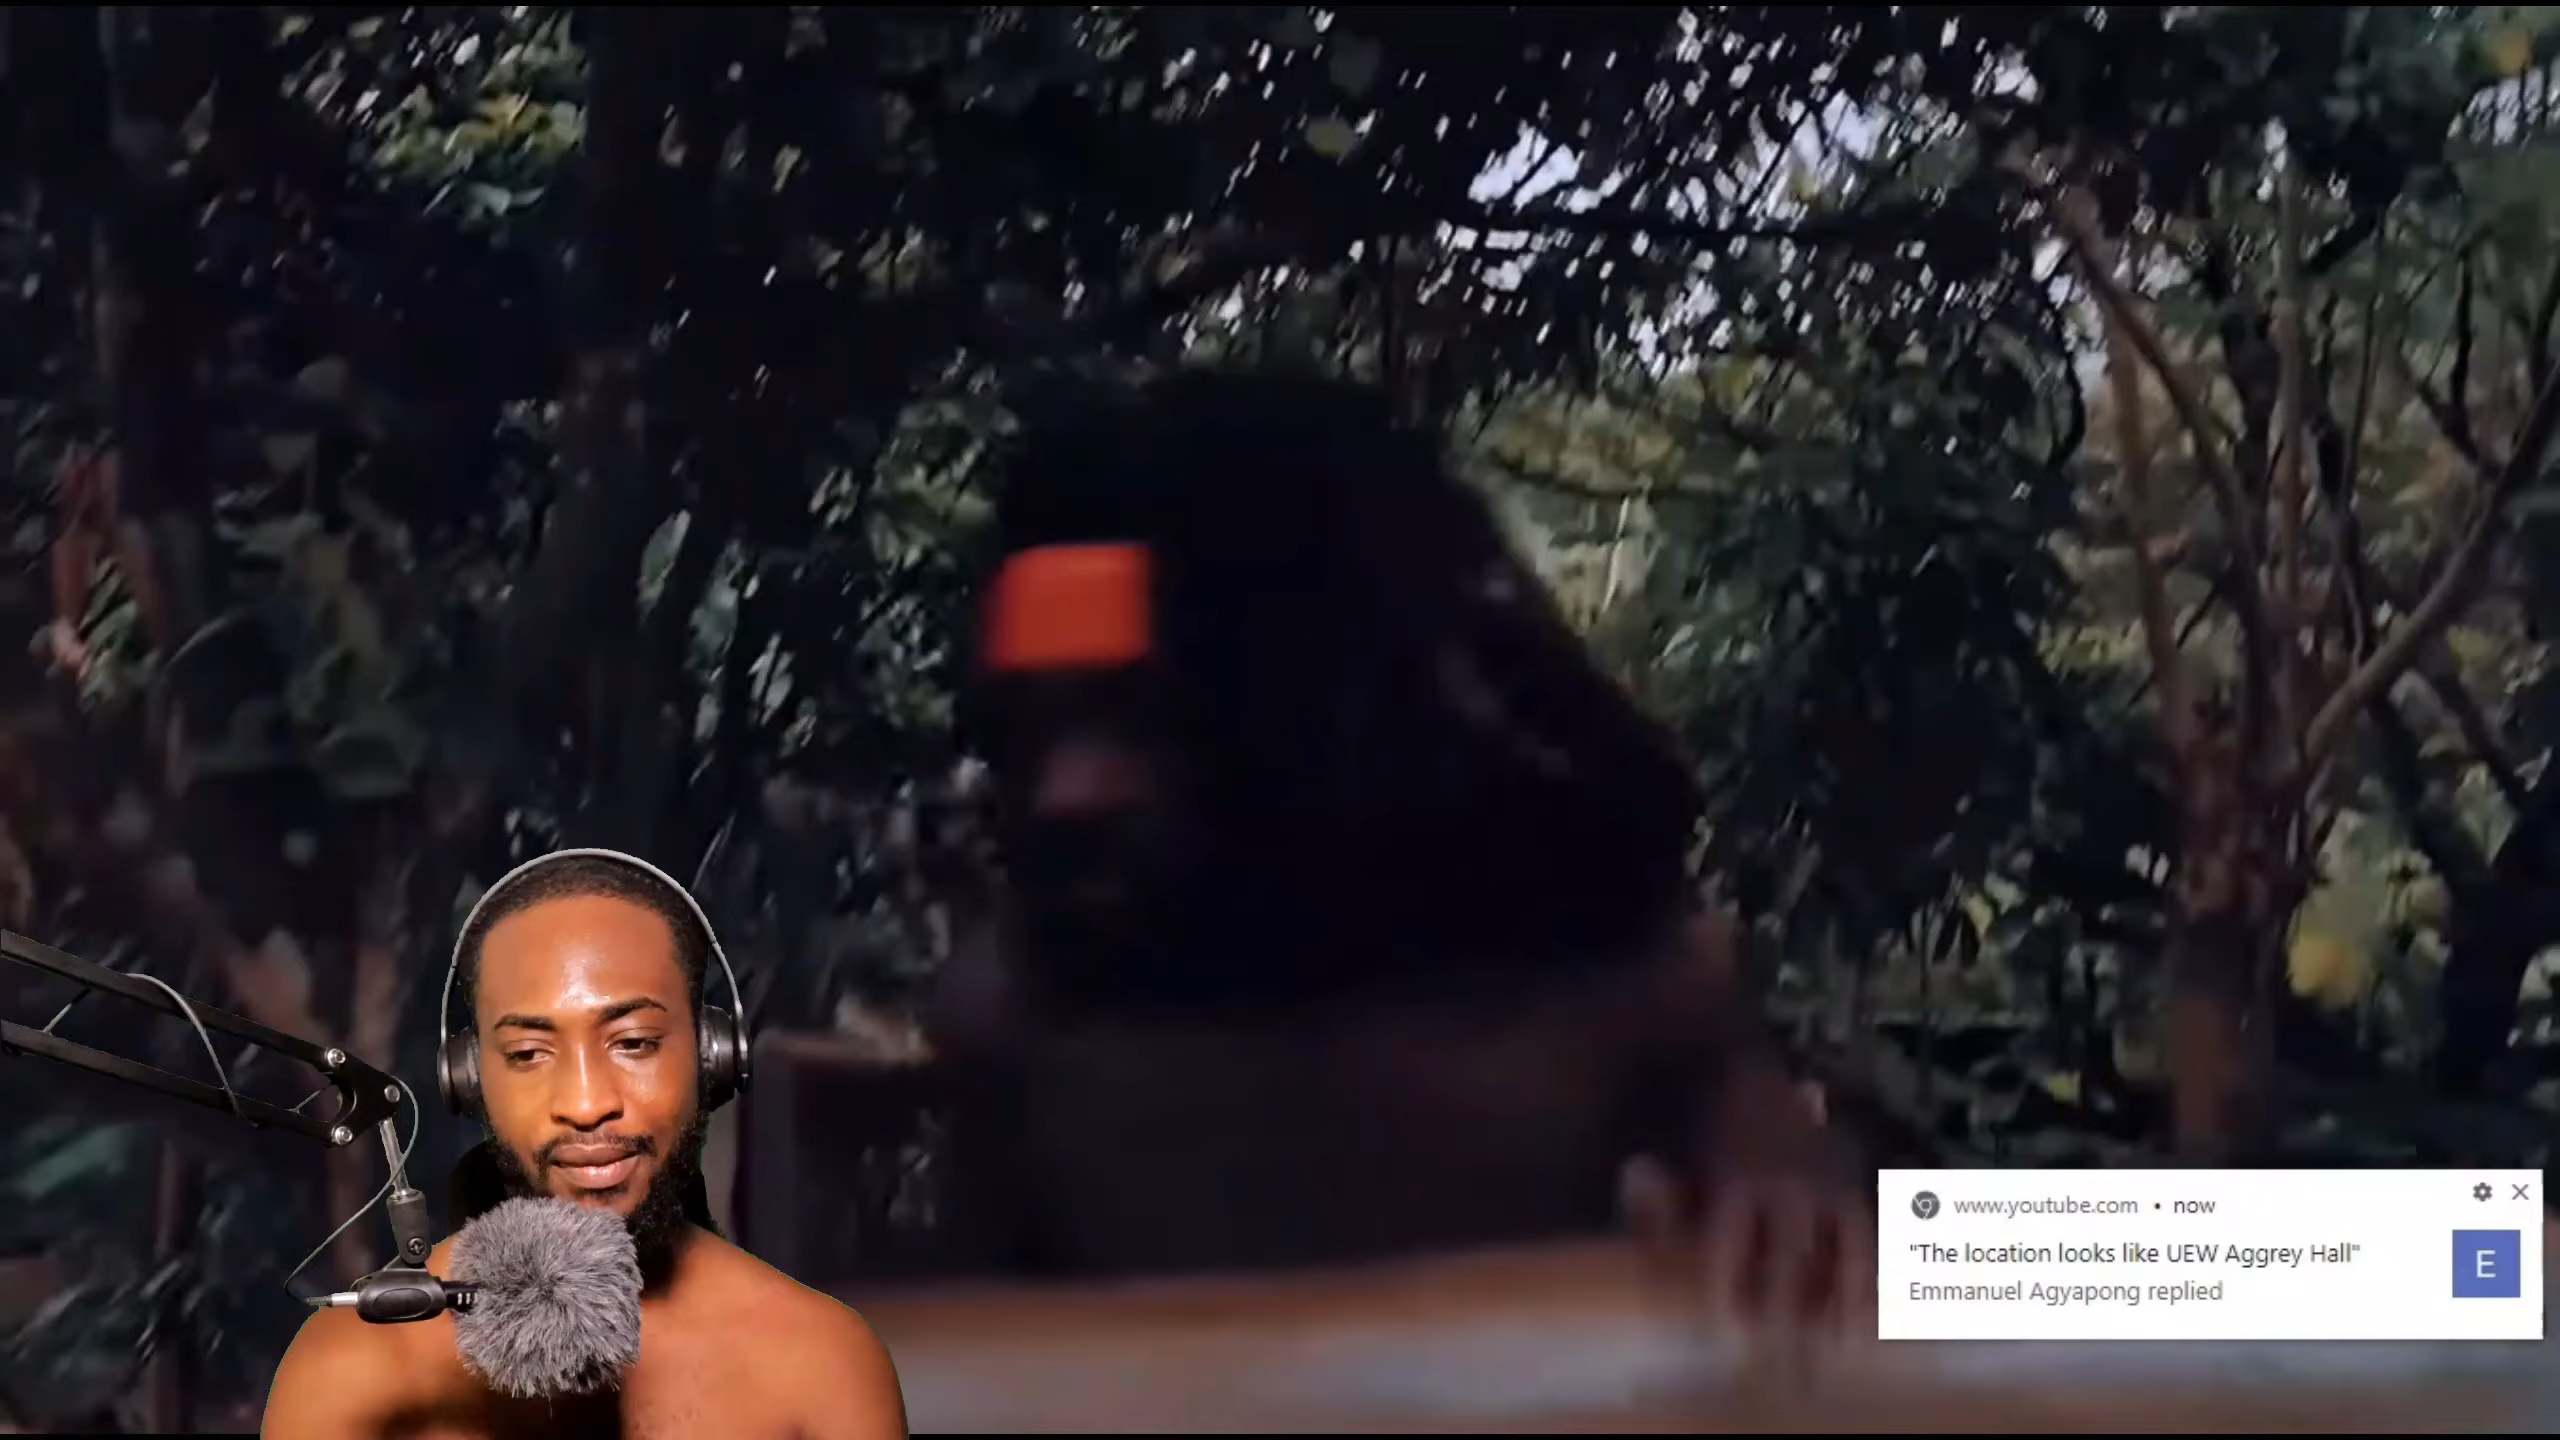 www.youtube.com • now
"The location looks like UEW Aggrey Hall"
Emmanuel Agyapong replied
E